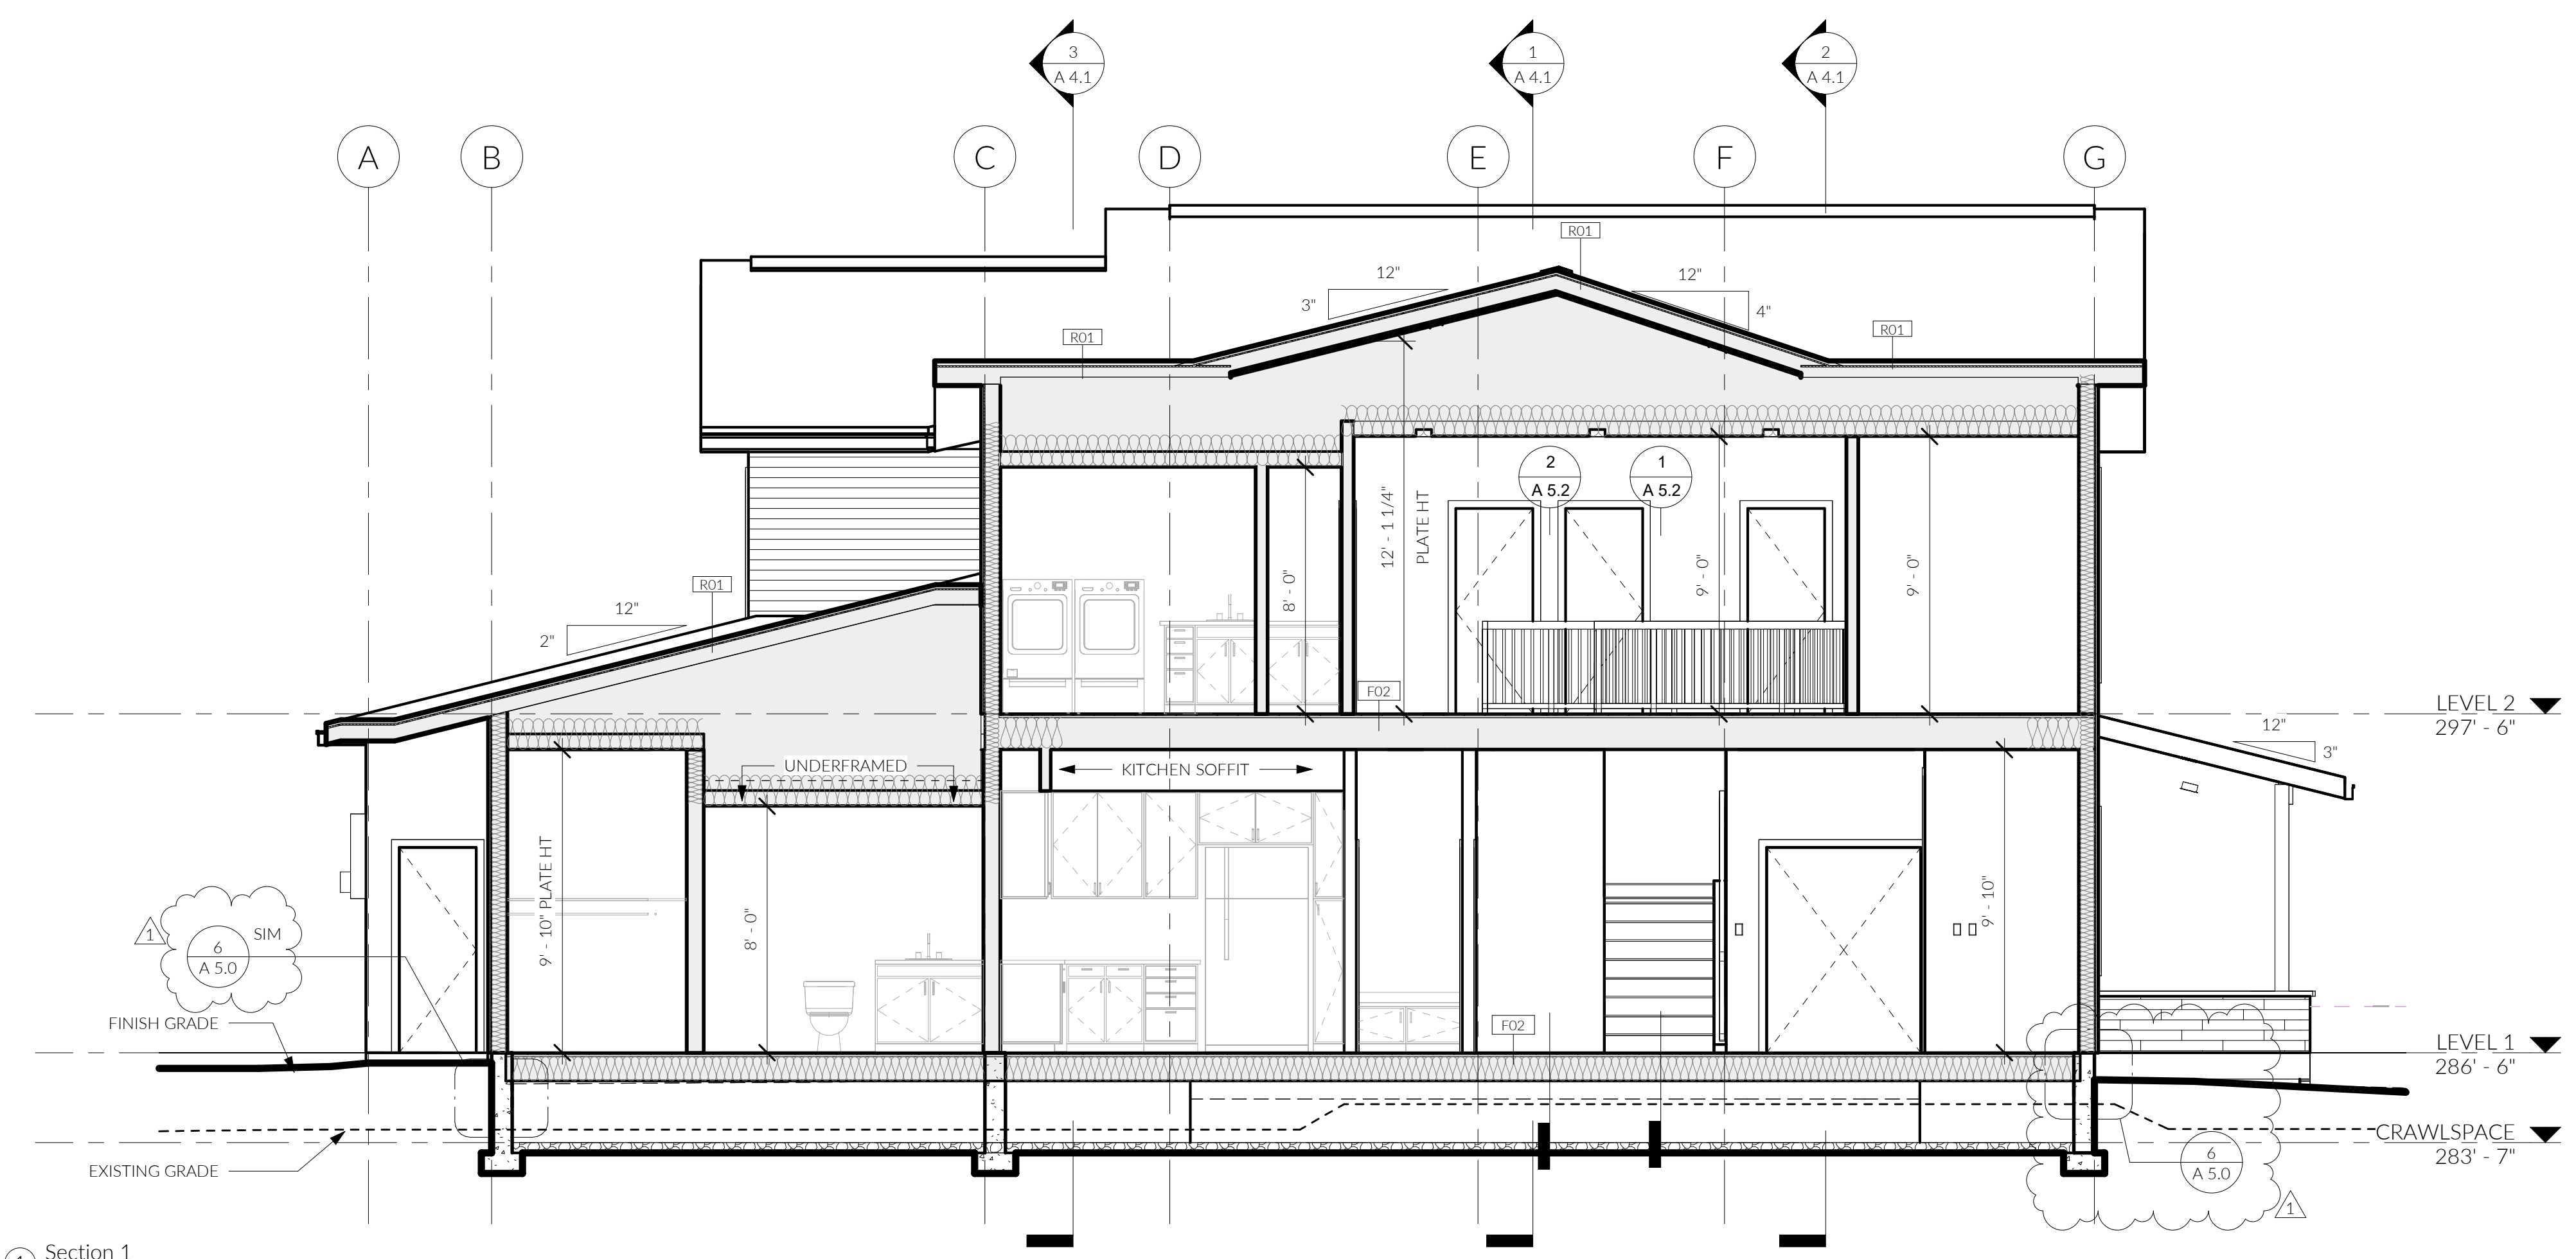 3
A 4.1
1
A 4.1
2
A 4.1
A
B
C
D
E
F
G
R01
12"
3"
12"
4"
R01
R01
2
A 5.2
1
A 5.2
12' - 1 1/4"
PLATE HT
8' - 0"
9' - 0"
9' - 0"
R01
12"
2"
F02
LEVEL 2
297' - 6"
12"
3"
UNDERFRAMED
KITCHEN SOFFIT
9' - 10" PLATE HT
8' - 0"
9' - 10"
1
6
A 5.0
SIM
FINISH GRADE
F02
LEVEL 1
286' - 6"
CRAWLSPACE
283' - 7"
EXISTING GRADE
6
A 5.0
1
1
Section 1